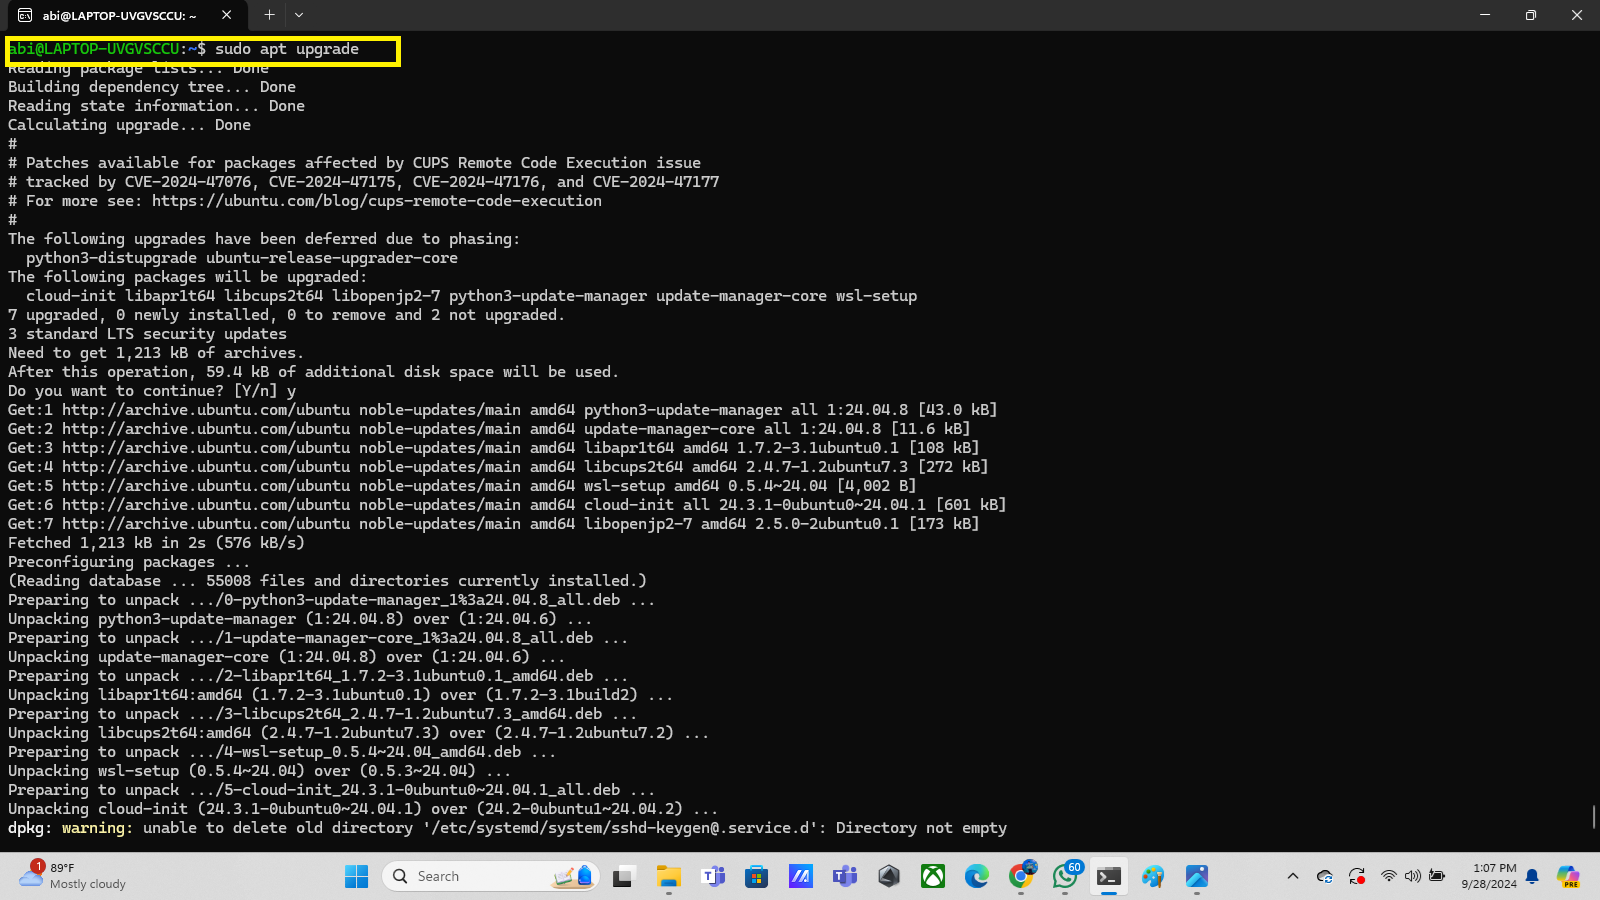 abi@LAPTOP-UVGVSCCU: ~
abi@LAPTOP-UVGVSCCU:~$ sudo apt upgrade
Reading package lists... Done
Building dependency tree... Done
Reading state information... Done
Calculating upgrade... Done
#
# Patches available for packages affected by CUPS Remote Code Execution issue
# tracked by CVE-2024-47076, CVE-2024-47175, CVE-2024-47176, and CVE-2024-47177
# For more see: https://ubuntu.com/blog/cups-remote-code-execution
#
The following upgrades have been deferred due to phasing:
  python3-distupgrade ubuntu-release-upgrader-core
The following packages will be upgraded:
  cloud-init libapr1t64 libcups2t64 libopenjp2-7 python3-update-manager update-manager-core wsl-setup
7 upgraded, 0 newly installed, 0 to remove and 2 not upgraded.
3 standard LTS security updates
Need to get 1,213 kB of archives.
After this operation, 59.4 kB of additional disk space will be used.
Do you want to continue? [Y/n] y
Get:1 http://archive.ubuntu.com/ubuntu noble-updates/main amd64 python3-update-manager all 1:24.04.8 [43.0 kB]
Get:2 http://archive.ubuntu.com/ubuntu noble-updates/main amd64 update-manager-core all 1:24.04.8 [11.6 kB]
Get:3 http://archive.ubuntu.com/ubuntu noble-updates/main amd64 libapr1t64 amd64 1.7.2-3.1ubuntu0.1 [108 kB]
Get:4 http://archive.ubuntu.com/ubuntu noble-updates/main amd64 libcups2t64 amd64 2.4.7-1.2ubuntu7.3 [272 kB]
Get:5 http://archive.ubuntu.com/ubuntu noble-updates/main amd64 wsl-setup amd64 0.5.4~24.04 [4,002 B]
Get:6 http://archive.ubuntu.com/ubuntu noble-updates/main amd64 cloud-init all 24.3.1-0ubuntu0~24.04.1 [601 kB]
Get:7 http://archive.ubuntu.com/ubuntu noble-updates/main amd64 libopenjp2-7 amd64 2.5.0-2ubuntu0.1 [173 kB]
Fetched 1,213 kB in 2s (576 kB/s)
Preconfiguring packages ...
(Reading database ... 55008 files and directories currently installed.)
Preparing to unpack .../0-python3-update-manager_1%3a24.04.8_all.deb ...
Unpacking python3-update-manager (1:24.04.8) over (1:24.04.6) ...
Preparing to unpack .../1-update-manager-core_1%3a24.04.8_all.deb ...
Unpacking update-manager-core (1:24.04.8) over (1:24.04.6) ...
Preparing to unpack .../2-libapr1t64_1.7.2-3.1ubuntu0.1_amd64.deb ...
Unpacking libapr1t64:amd64 (1.7.2-3.1ubuntu0.1) over (1.7.2-3.1build2) ...
Preparing to unpack .../3-libcups2t64_2.4.7-1.2ubuntu7.3_amd64.deb ...
Unpacking libcups2t64:amd64 (2.4.7-1.2ubuntu7.3) over (2.4.7-1.2ubuntu7.2) ...
Preparing to unpack .../4-wsl-setup_0.5.4~24.04_amd64.deb ...
Unpacking wsl-setup (0.5.4~24.04) over (0.5.3~24.04) ...
Preparing to unpack .../5-cloud-init_24.3.1-0ubuntu0~24.04.1_all.deb ...
Unpacking cloud-init (24.3.1-0ubuntu0~24.04.1) over (24.2-0ubuntu1~24.04.2) ...
dpkg: warning: unable to delete old directory '/etc/systemd/system/sshd-keygen@.service.d': Directory not empty
1
89°F
Mostly cloudy
Search
60
1:07 PM
9/28/2024
PRE